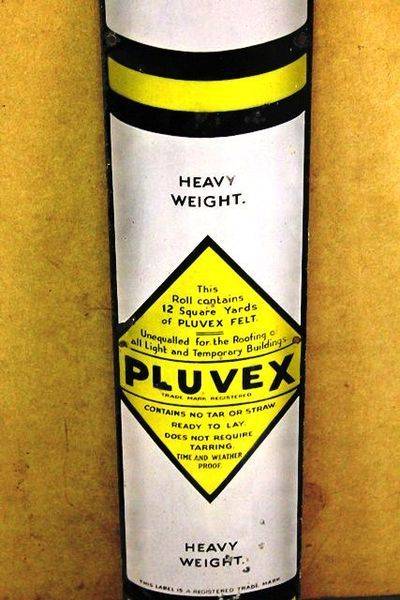 HEAVY
WEIGHT.
This
Roll contains
12 Square Yards
of PLUVEX FELT.
Unequalled for the Roofing of
all Light and Temporary Buildings
PLUVEX
TRADE MARK REGISTERED
CONTAINS NO TAR OR STRAW
READY TO LAY
DOES NOT REQUIRE
TARRING.
TIME AND WEATHER
PROOF
HEAVY
WEIGHT.
THIS LABEL IS A REGISTERED TRADE MARK